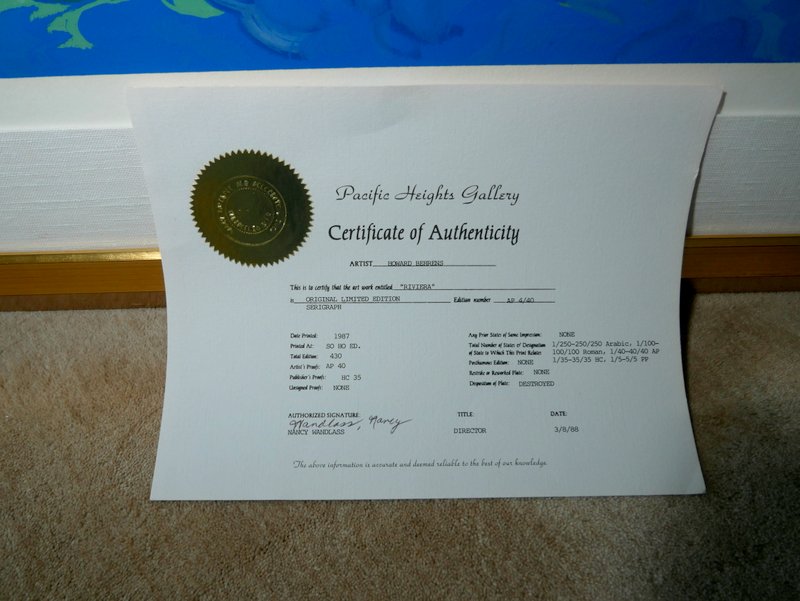 Pacific Heights Gallery
Certificate of Authenticity
ARTIST HOWARD BEHRENS
This is to certify that the art work entitled "RIVIERA"
is ORIGINAL LIMITED EDITION SERIGRAPH Edition number AP 4/40
Date Printed: 1987
Printed At: SO HO ED.
Total Edition: 430
Artist's Proofs: AP 40
Publisher's Proofs: HC 35
Unsigned Proofs: NONE
Any Prior States of Same Impression: NONE
Total Number of States & Designation
of State to Which This Print Relates
1/250-250/250 Arabic, 1/100-
100/100 Roman, 1/40-40/40 AP
1/35-35/35 HC, 1/5-5/5 PP
Posthumous Edition: NONE
Restrike or Reworked Plate: NONE
Disposition of Plate: DESTROYED
AUTHORIZED SIGNATURE:
Wandlass, Nancy
NANCY WANDLASS
TITLE:
DIRECTOR
DATE:
3/8/88
The above information is accurate and deemed reliable to the best of our knowledge.